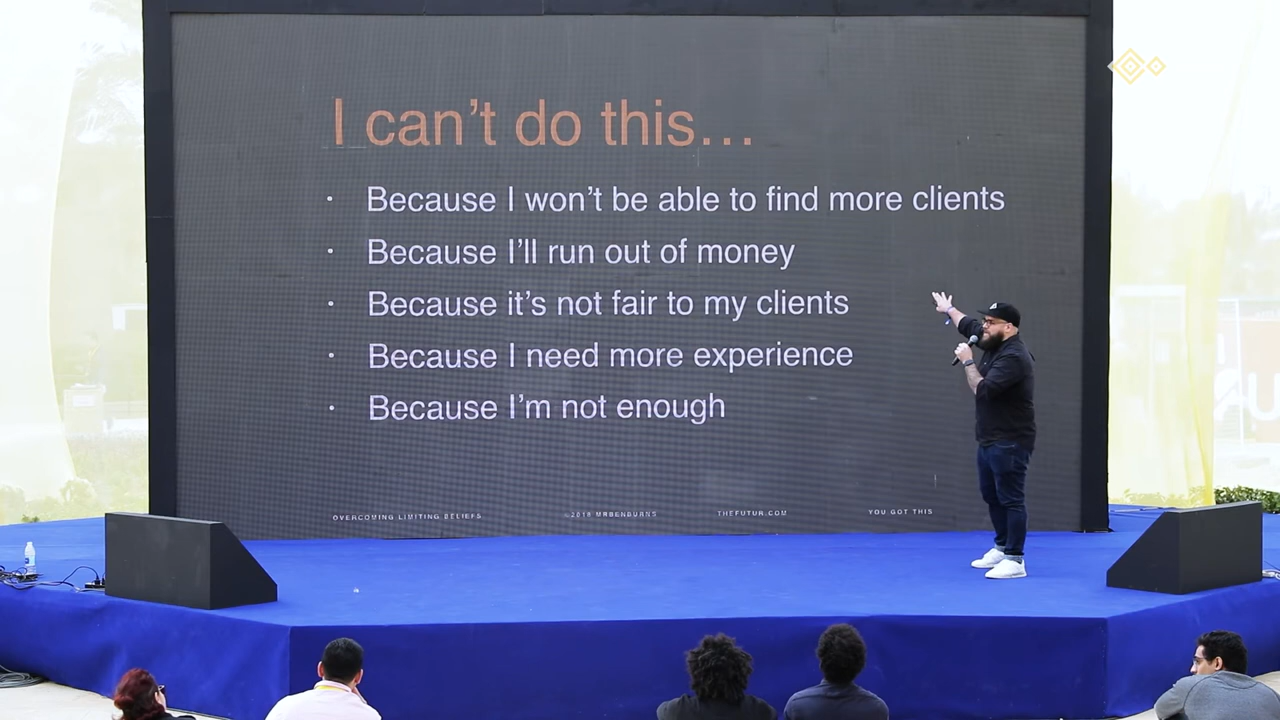 I can't do this...
· Because I won't be able to find more clients
· Because I'll run out of money
· Because it's not fair to my clients
· Because I need more experience
· Because I'm not enough
OVERCOMING LIMITING BELIEFS ©2018 MRBENBURNS THEFUTUR.COM YOU GOT THIS